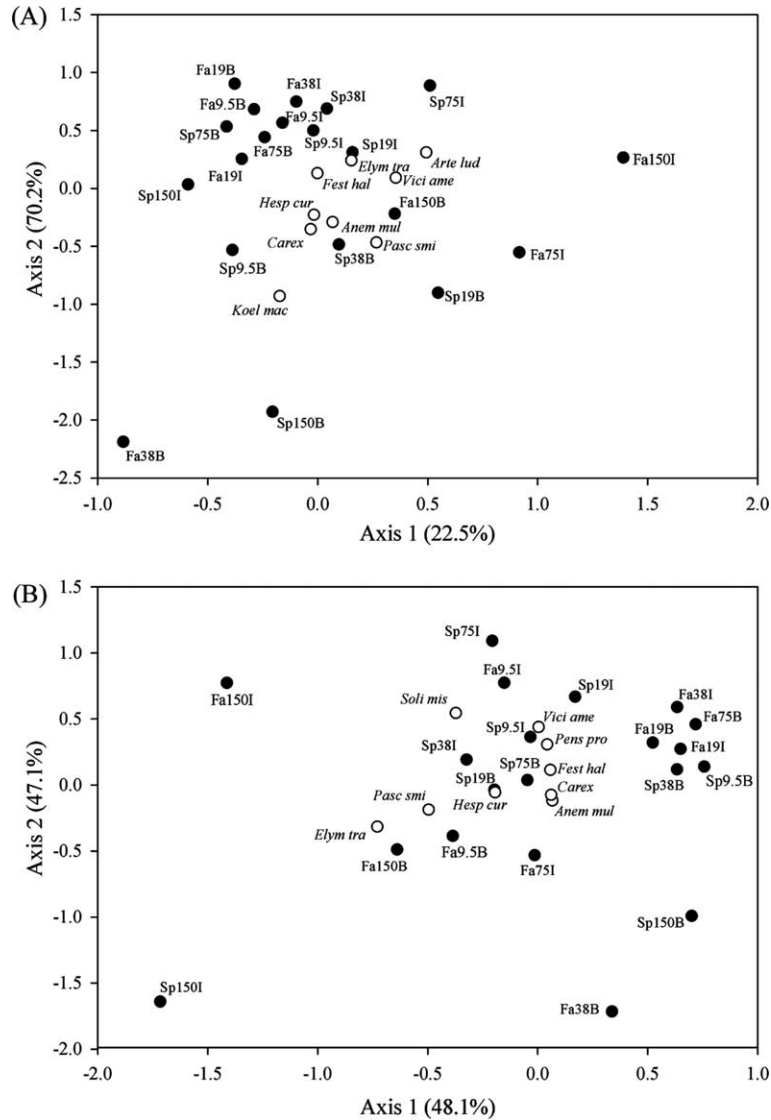 (A)
1.5
1.0
0.5
0.0
-0.5
-1.0
-1.5
-2.0
-2.5
Axis 2 (70.2%)
Fa19B
Fa38I
Sp38I
Sp75I
Fa9.5B
Fa9.5I
Sp75B
Fa75B
Sp9.5I
Sp19I
Arte lud
Fa150I
Fa19I
Elym tra
Sp150I
Fest hal
Vici ame
Hesp cur
Fa150B
Anem mul
Carex
Sp38B
Pasc smi
Sp9.5B
Fa75I
Koel mac
Sp19B
Sp150B
Fa38B
-1.0 -0.5 0.0 0.5 1.0 1.5 2.0
Axis 1 (22.5%)
(B)
1.5
1.0
0.5
0.0
-0.5
-1.0
-1.5
-2.0
Axis 2 (47.1%)
Sp75I
Fa9.5I
Sp19I
Fa150I
Fa38I
Soli mis
Vici ame
Fa75B
Sp9.5I
Pens pro
Fa19B
Fa19I
Sp38I
Sp75B
Fest hal
Sp9.5B
Sp19B
Carex
Sp38B
Pasc smi
Hesp cur
Anem mul
Elym tra
Fa150B
Fa9.5B
Fa75I
Sp150B
Sp150I
Fa38B
-2.0 -1.5 -1.0 -0.5 0.0 0.5 1.0
Axis 1 (48.1%)